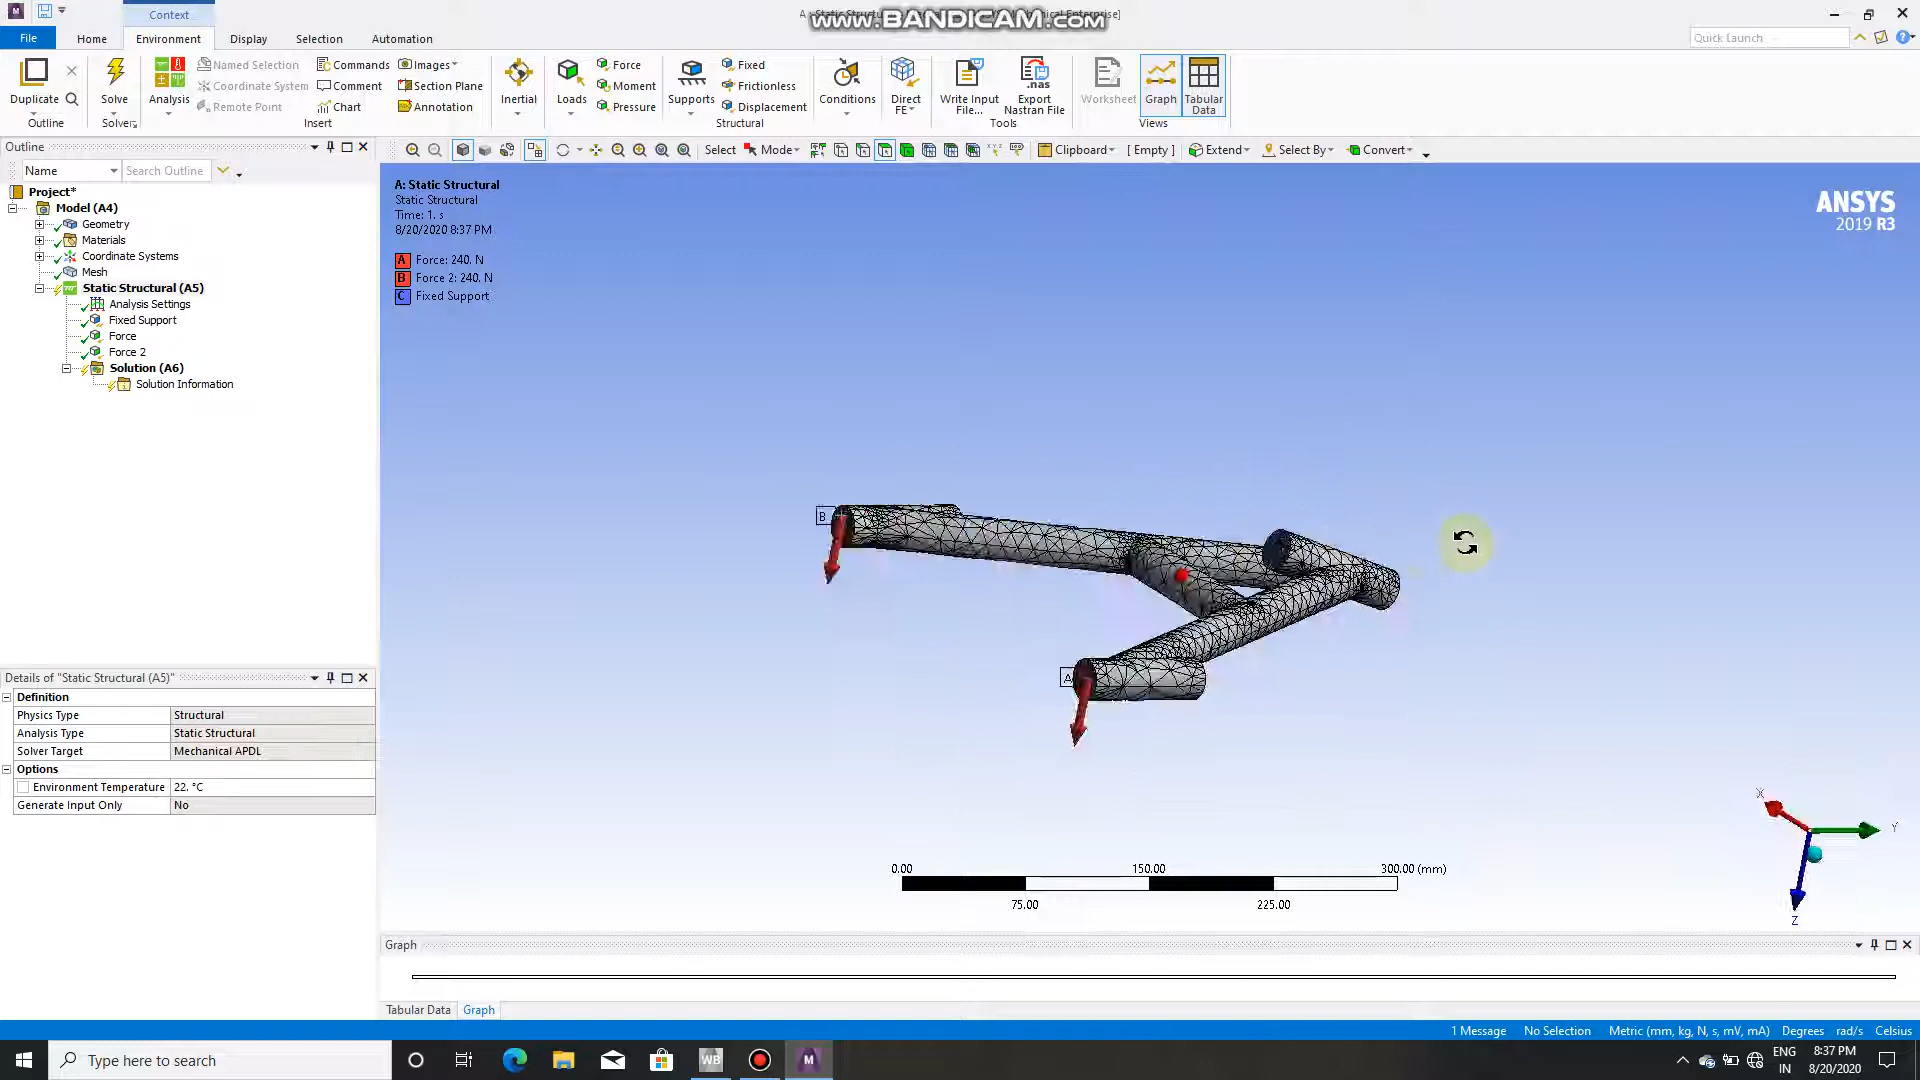 Context
A : Static Structu
Mechanical Enterprise]
www.BANDICAM.com
File
Home
Environment
Display
Selection
Automation
Quick Launch
Duplicate
Outline
Solve
Solver
Analysis
Named Selection
Coordinate System
Remote Point
Commands
Comment
Chart
Images
Section Plane
Annotation
Insert
Inertial
Loads
Force
Moment
Pressure
Supports
Fixed
Frictionless
Displacement
Structural
Conditions
Direct
FE
Write Input
File...
.nas
Export
Nastran File
Tools
Worksheet
Graph
Tabular
Data
Views
Outline
Name
Search Outline
Select
Mode
Clipboard
[ Empty ]
Extend
Select By
Convert
Project*
Model (A4)
Geometry
Materials
Coordinate Systems
Mesh
Static Structural (A5)
Analysis Settings
Fixed Support
Force
Force 2
Solution (A6)
Solution Information
A: Static Structural
Static Structural
Time: 1. s
8/20/2020 8:37 PM
A Force: 240. N
B Force 2: 240. N
C Fixed Support
ANSYS
2019 R3
B
A
X
Y
Z
0.00 150.00 300.00 (mm)
75.00 225.00
Details of "Static Structural (A5)"
Definition
Physics Type Structural
Analysis Type Static Structural
Solver Target Mechanical APDL
Options
Environment Temperature 22. °C
Generate Input Only No
Graph
Tabular Data Graph
1 Message No Selection Metric (mm, kg, N, s, mV, mA) Degrees rad/s Celsius
Type here to search
WB
M
ENG
IN
8:37 PM
8/20/2020